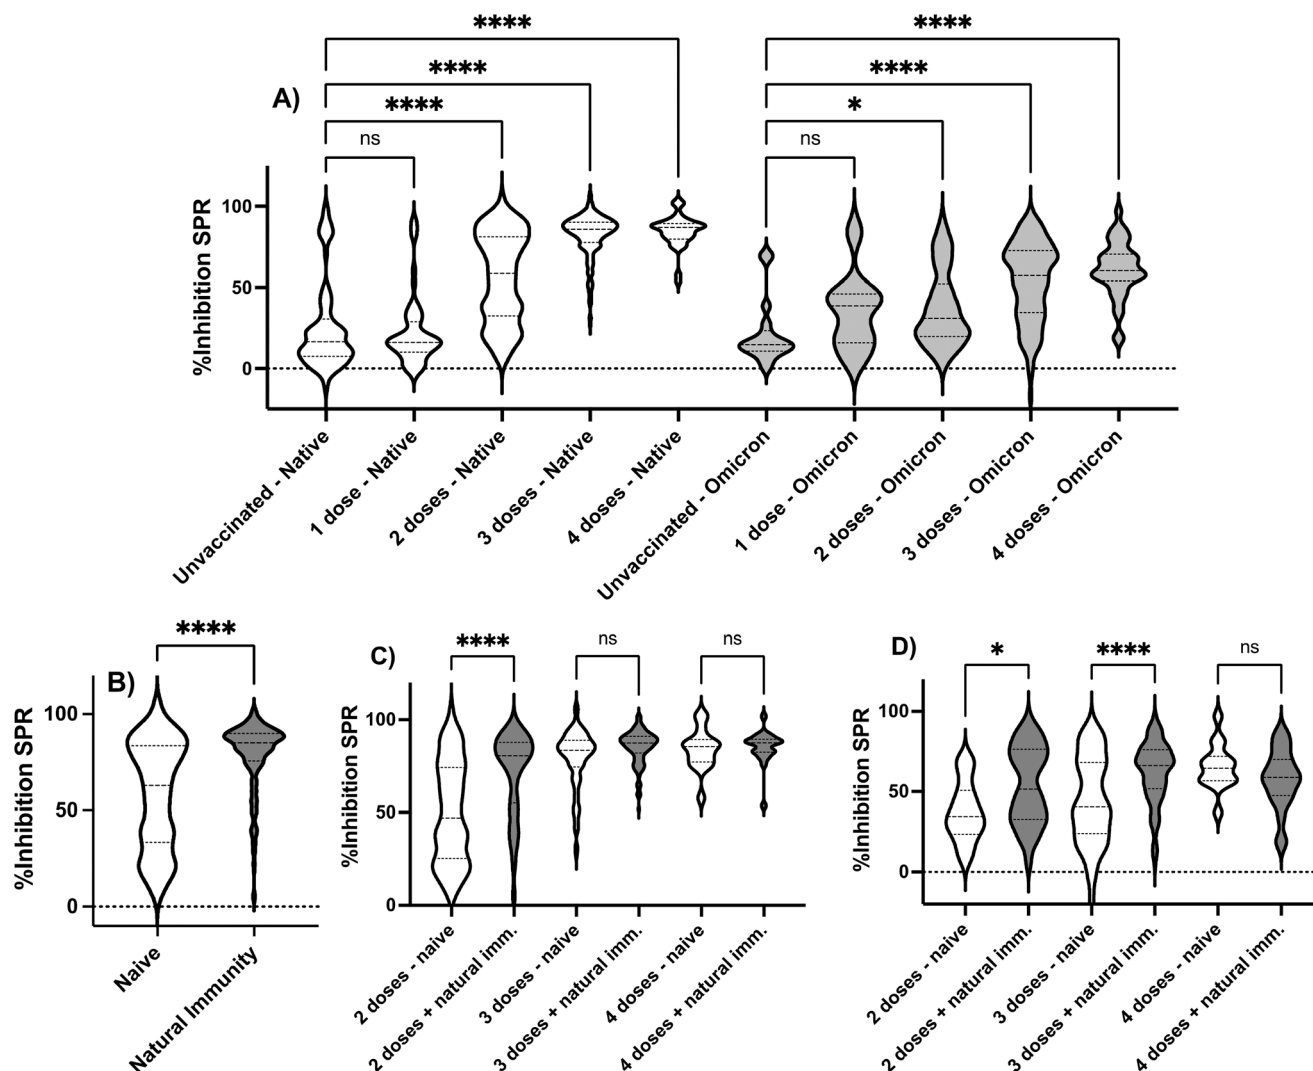 ****
****
****
****
A)
****
*
ns
ns
%Inhibition SPR
100
50
0
Unvaccinated - Native
1 dose - Native
2 doses - Native
3 doses - Native
4 doses - Native
Unvaccinated - Omicron
1 dose - Omicron
2 doses - Omicron
3 doses - Omicron
4 doses - Omicron
B)
****
%Inhibition SPR
100
50
0
Naive
Natural Immunity
C)
****
ns
ns
%Inhibition SPR
100
50
0
2 doses - naive
2 doses + natural imm.
3 doses - naive
3 doses + natural imm.
4 doses - naive
4 doses + natural imm.
D)
*
****
ns
%Inhibition SPR
100
50
0
2 doses - naive
2 doses + natural imm.
3 doses - naive
3 doses + natural imm.
4 doses - naive
4 doses + natural imm.